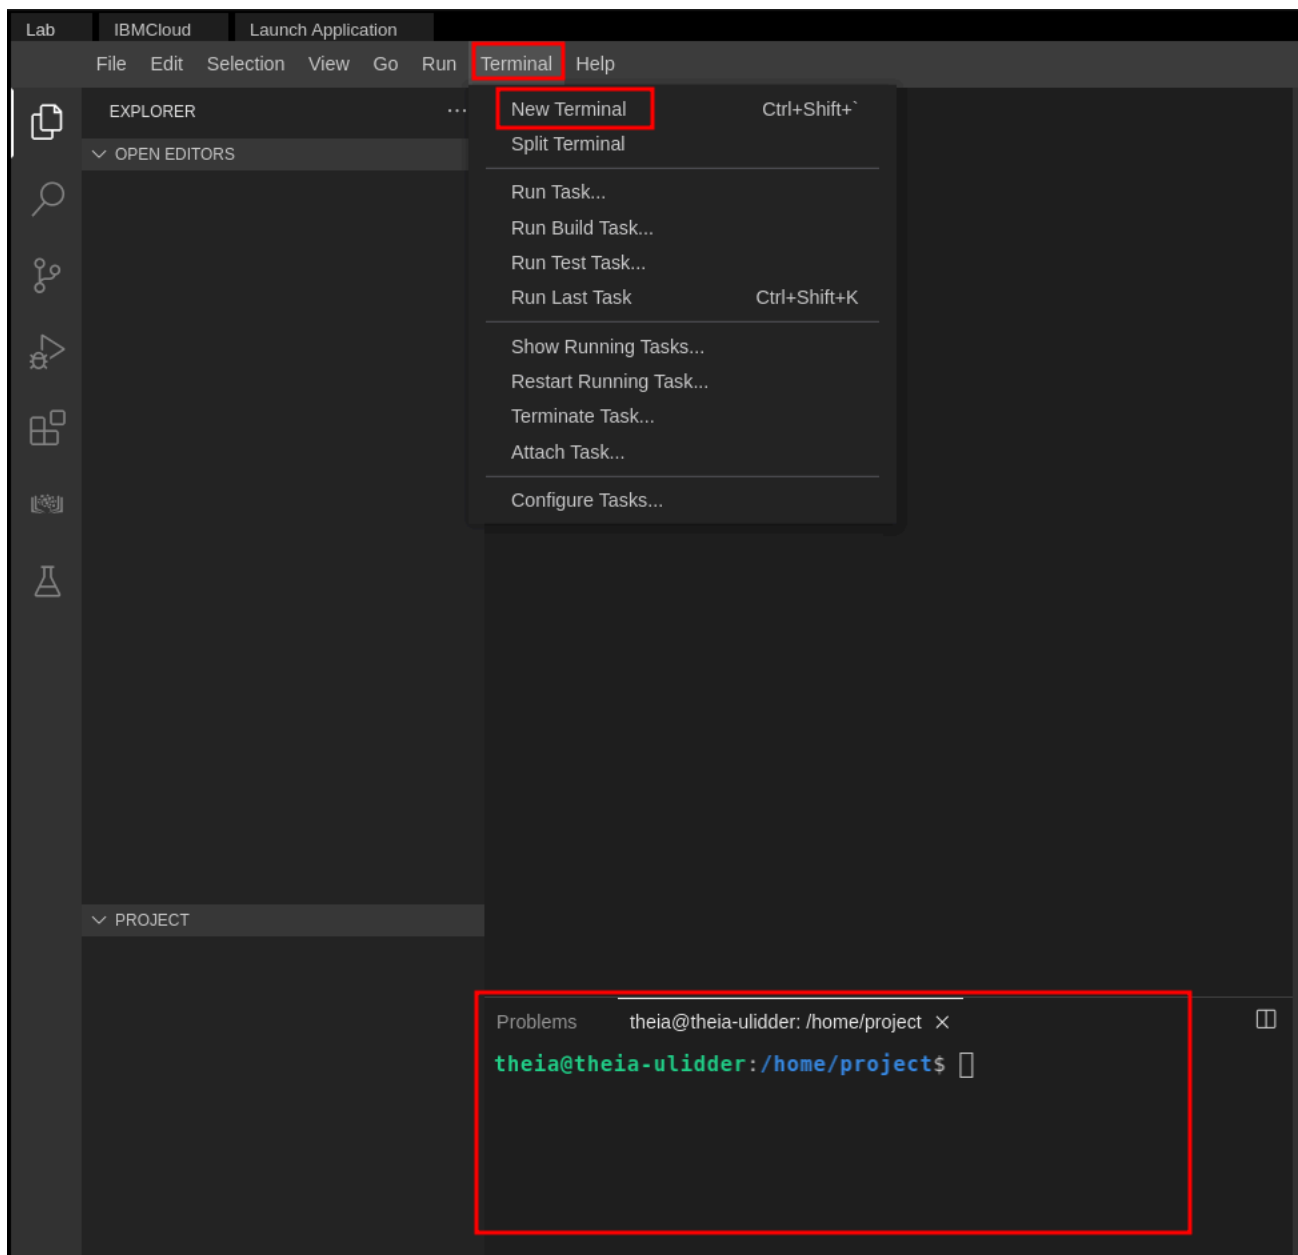 Lab IBMCloud Launch Application
File Edit Selection View Go Run Terminal Help
EXPLORER ...
OPEN EDITORS
New Terminal Ctrl+Shift+`
Split Terminal
Run Task...
Run Build Task...
Run Test Task...
Run Last Task Ctrl+Shift+K
Show Running Tasks...
Restart Running Task...
Terminate Task...
Attach Task...
Configure Tasks...
PROJECT
Problems theia@theia-ulidder: /home/project
theia@theia-ulidder:/home/project$